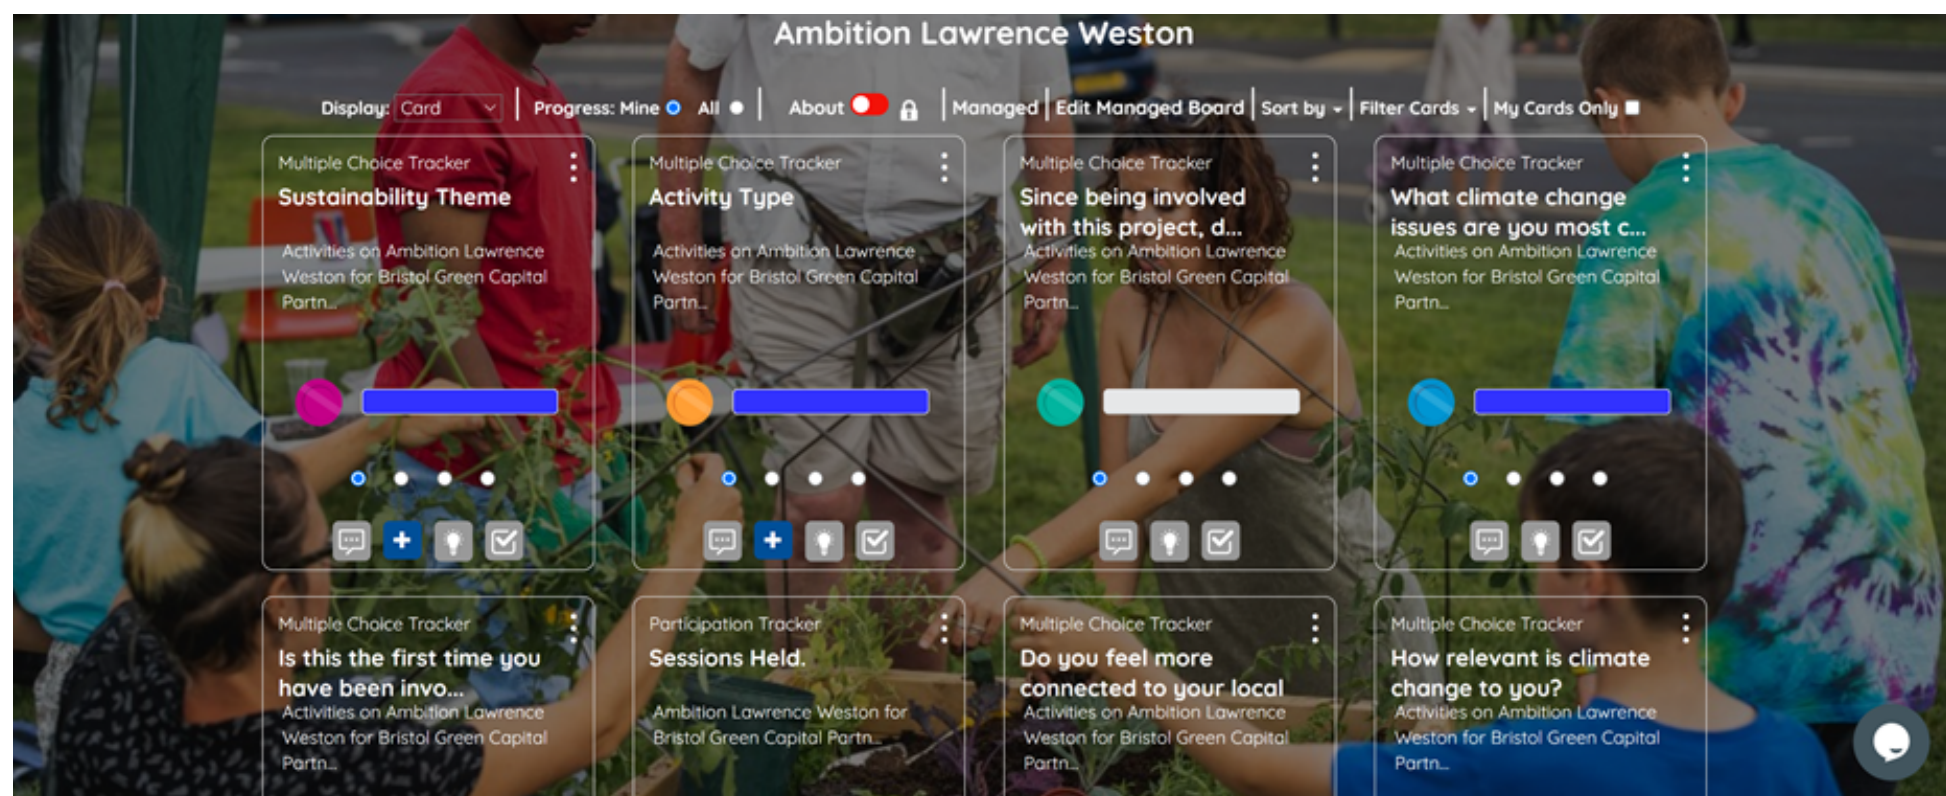 Ambition Lawrence Weston
Display: Card | Progress: Mine All | About | Managed | Edit Managed Board | Sort by | Filter Cards | My Cards Only
Multiple Choice Tracker
Sustainability Theme
Activities on Ambition Lawrence
Weston for Bristol Green Capital
Partn...
Multiple Choice Tracker
Activity Type
Activities on Ambition Lawrence
Weston for Bristol Green Capital
Partn...
Multiple Choice Tracker
Since being involved
with this project, d...
Activities on Ambition Lawrence
Weston for Bristol Green Capital
Partn...
Multiple Choice Tracker
What climate change
issues are you most c...
Activities on Ambition Lawrence
Weston for Bristol Green Capital
Partn...
Multiple Choice Tracker
Is this the first time you
have been invo...
Activities on Ambition Lawrence
Weston for Bristol Green Capital
Partn...
Participation Tracker
Sessions Held.
Ambition Lawrence Weston for
Bristol Green Capital Partn...
Multiple Choice Tracker
Do you feel more
connected to your local
Activities on Ambition Lawrence
Weston for Bristol Green Capital
Partn...
Multiple Choice Tracker
How relevant is climate
change to you?
Activities on Ambition Lawrence
Weston for Bristol Green Capital
Partn...